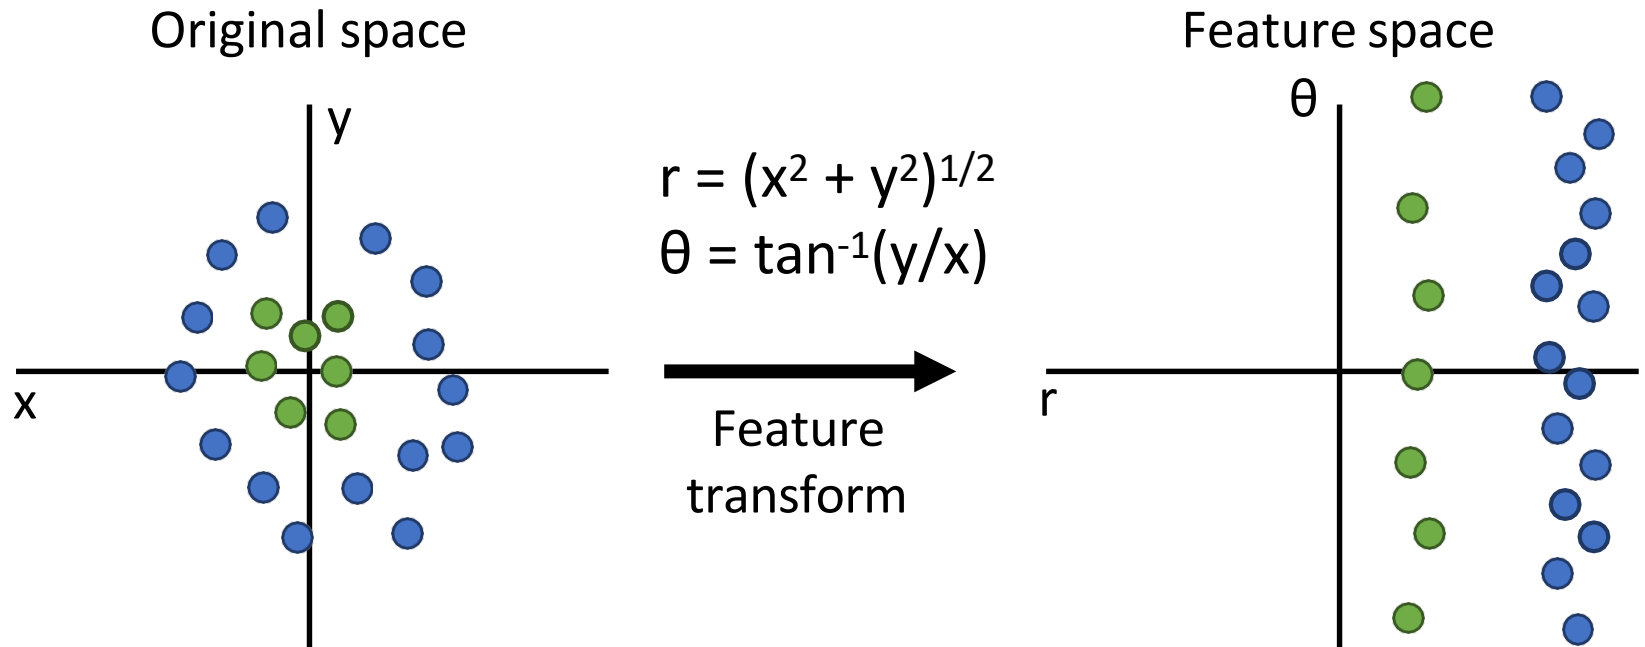 Original space
Feature space
y
θ
r = (x² + y²)¹/²
θ = tan⁻¹(y/x)
x
r
Feature
transform